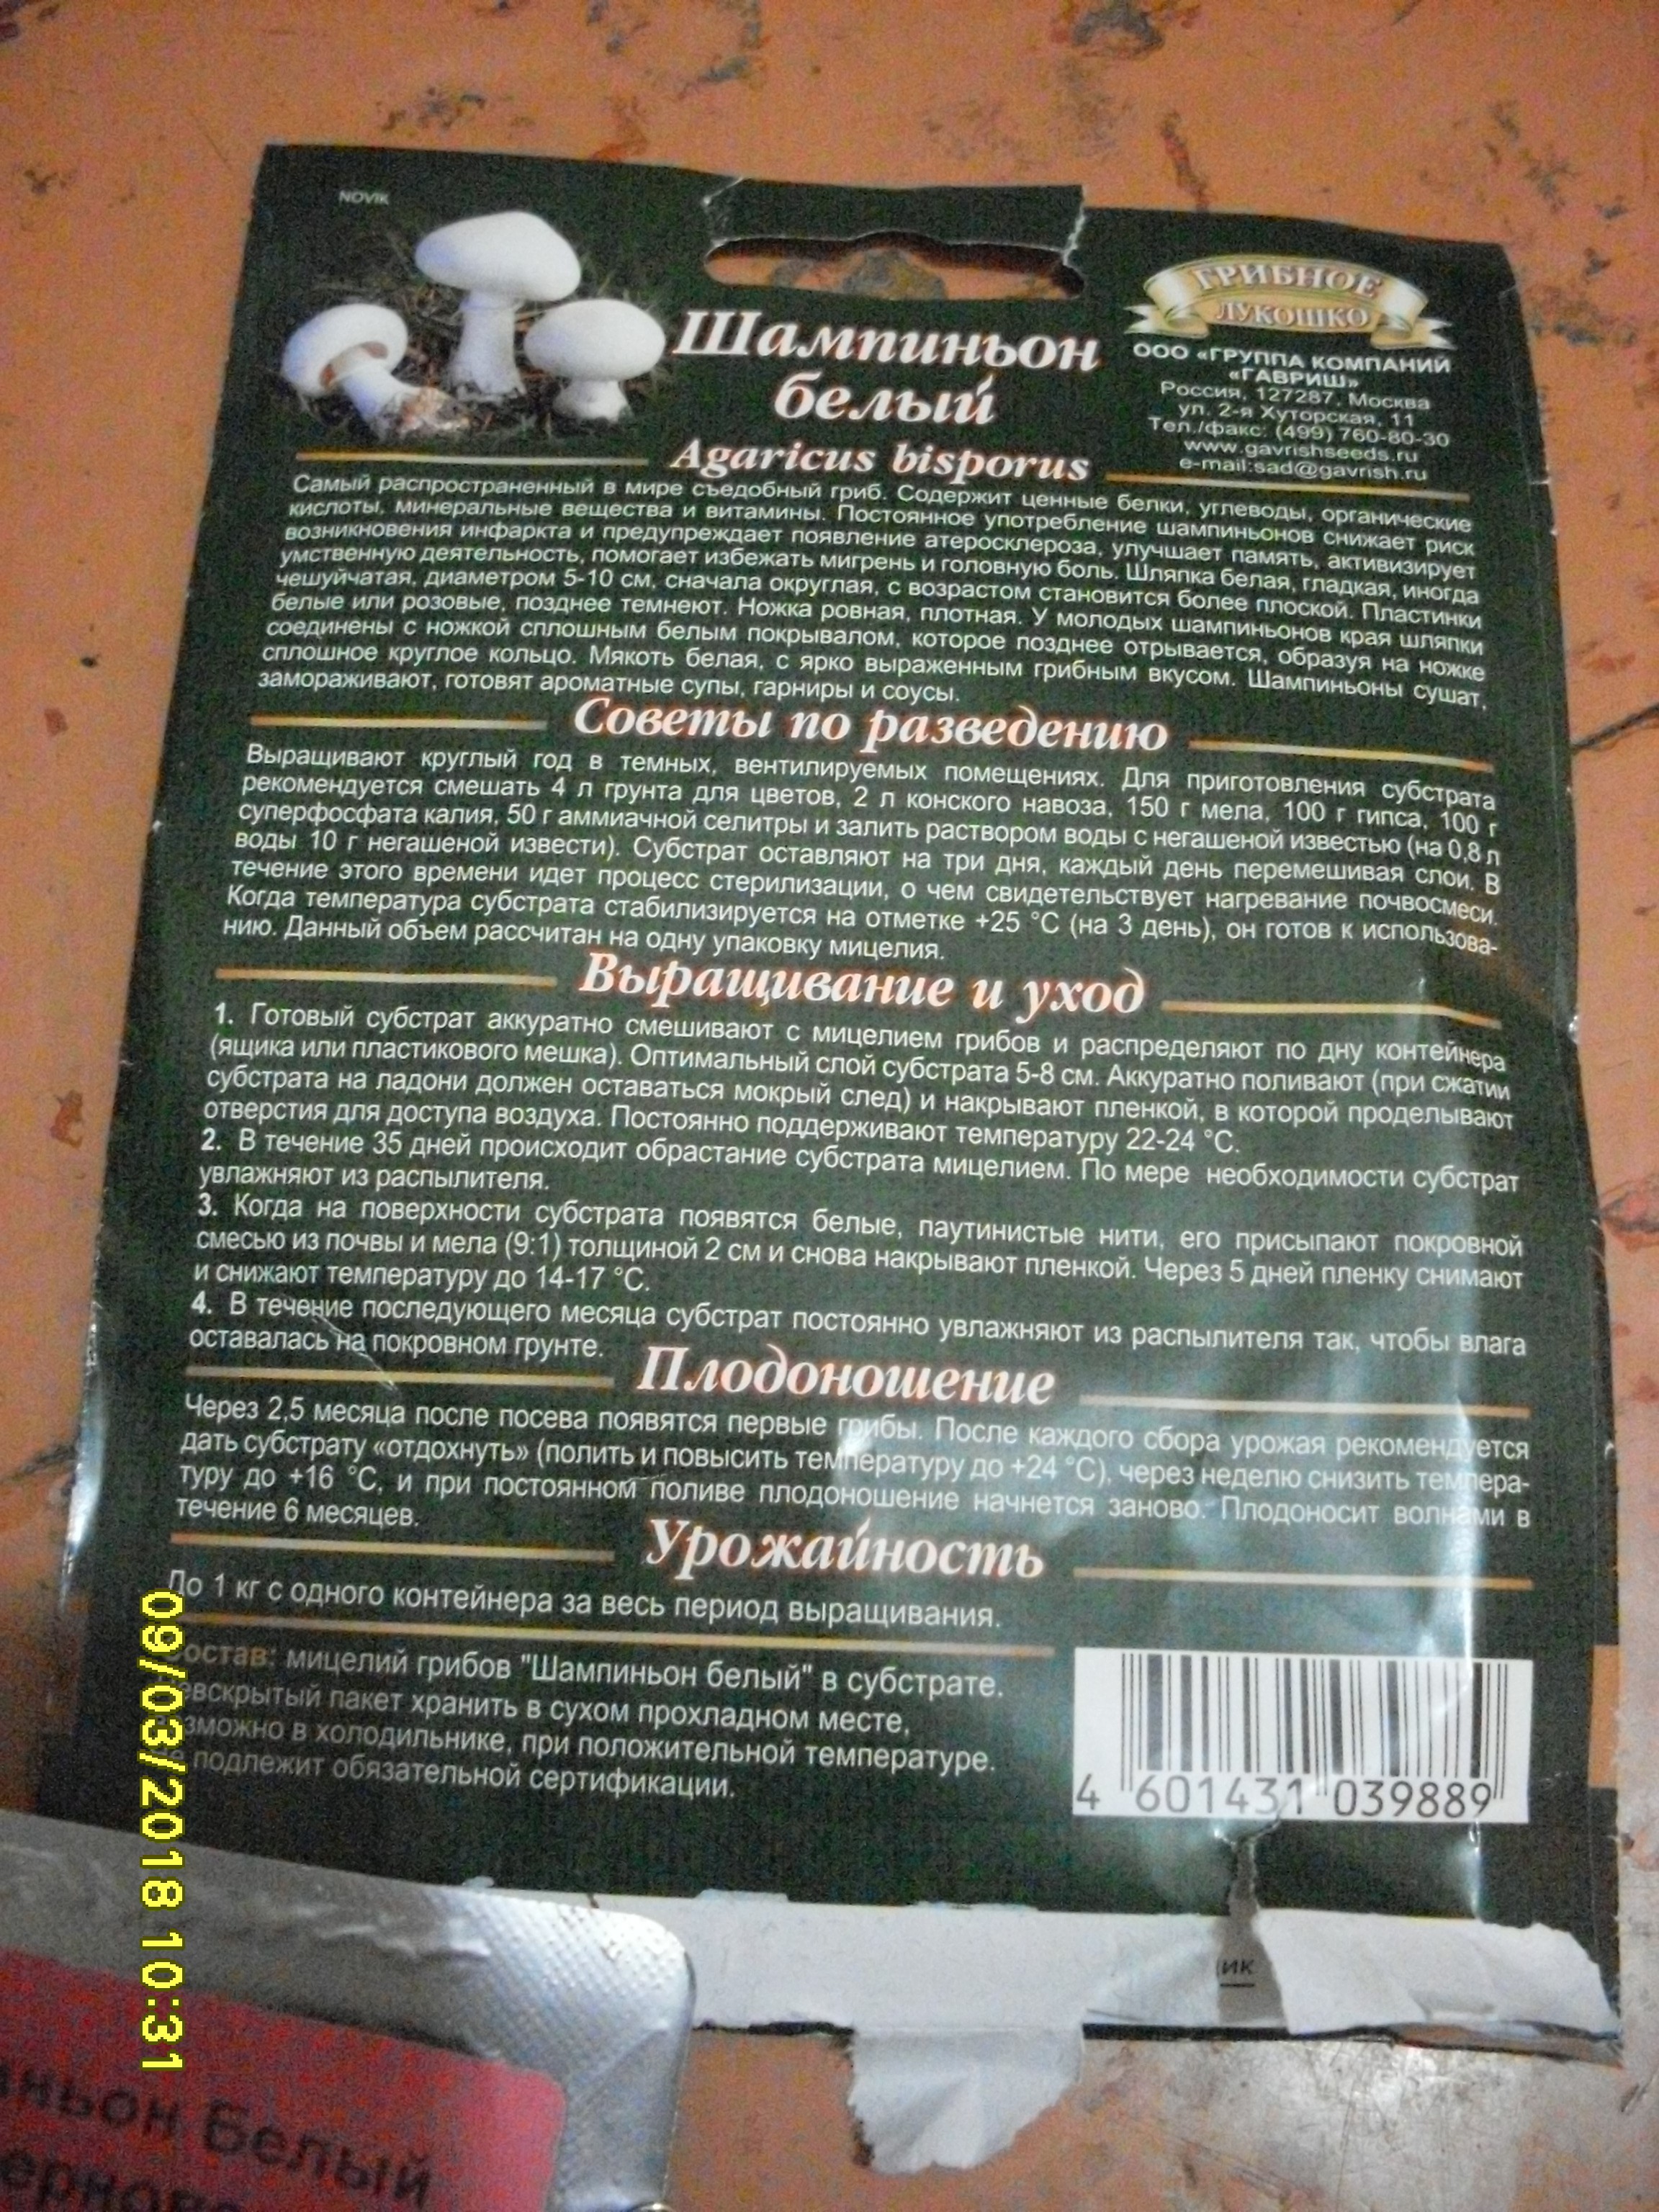 NOVIK
ГРИБНОЕ
ЛУКОШКО
Шампиньон
белый
Agaricus bisporus
ООО «ГРУППА КОМПАНИЙ
«ГАВРИШ»
Россия, 127287, Москва
ул. 2-я Хуторская, 11
Тел./факс: (499) 760-80-30
www.gavrishseeds.ru
e-mail:sad@gavrish.ru
Самый распространенный в мире съедобный гриб. Содержит ценные белки, углеводы, органические
кислоты, минеральные вещества и витамины. Постоянное употребление шампиньонов снижает риск
возникновения инфаркта и предупреждает появление атеросклероза, улучшает память, активизирует
умственную деятельность, помогает избежать мигрень и головную боль. Шляпка белая, гладкая, иногда
чешуйчатая, диаметром 5-10 см, сначала округлая, с возрастом становится более плоской. Пластинки
белые или розовые, позднее темнеют. Ножка ровная, плотная. У молодых шампиньонов края шляпки
соединены с ножкой сплошным белым покрывалом, которое позднее отрывается, образуя на ножке
сплошное круглое кольцо. Мякоть белая, с ярко выраженным грибным вкусом. Шампиньоны сушат,
замораживают, готовят ароматные супы, гарниры и соусы.
Советы по разведению
Выращивают круглый год в темных, вентилируемых помещениях. Для приготовления субстрата
рекомендуется смешать 4 л грунта для цветов, 2 л конского навоза, 150 г мела, 100 г гипса, 100 г
суперфосфата калия, 50 г аммиачной селитры и залить раствором воды с негашеной известью (на 0,8 л
воды 10 г негашеной извести). Субстрат оставляют на три дня, каждый день перемешивая слои. В
течение этого времени идет процесс стерилизации, о чем свидетельствует нагревание почвосмеси.
Когда температура субстрата стабилизируется на отметке +25 °С (на 3 день), он готов к использова-
нию. Данный объем рассчитан на одну упаковку мицелия.
Выращивание и уход
1. Готовый субстрат аккуратно смешивают с мицелием грибов и распределяют по дну контейнера
(ящика или пластикового мешка). Оптимальный слой субстрата 5-8 см. Аккуратно поливают (при сжатии
субстрата на ладони должен оставаться мокрый след) и накрывают пленкой, в которой проделывают
отверстия для доступа воздуха. Постоянно поддерживают температуру 22-24 °С.
2. В течение 35 дней происходит обрастание субстрата мицелием. По мере необходимости субстрат
увлажняют из распылителя.
3. Когда на поверхности субстрата появятся белые, паутинистые нити, его присыпают покровной
смесью из почвы и мела (9:1) толщиной 2 см и снова накрывают пленкой. Через 5 дней пленку снимают
и снижают температуру до 14-17 °С.
4. В течение последующего месяца субстрат постоянно увлажняют из распылителя так, чтобы влага
оставалась на покровном грунте.
Плодоношение
Через 2,5 месяца после посева появятся первые грибы. После каждого сбора урожая рекомендуется
дать субстрату «отдохнуть» (полить и повысить температуру до +24 °С), через неделю снизить темпера-
туру до +16 °С, и при постоянном поливе плодоношение начнется заново. Плодоносит волнами в
течение 6 месяцев.
Урожайность
До 1 кг с одного контейнера за весь период выращивания.
Состав: мицелий грибов "Шампиньон белый" в субстрате.
Невскрытый пакет хранить в сухом прохладном месте,
возможно в холодильнике, при положительной температуре.
Не подлежит обязательной сертификации.
4 601431 039889
ик
09/03/2018 10:31
ньон Белый